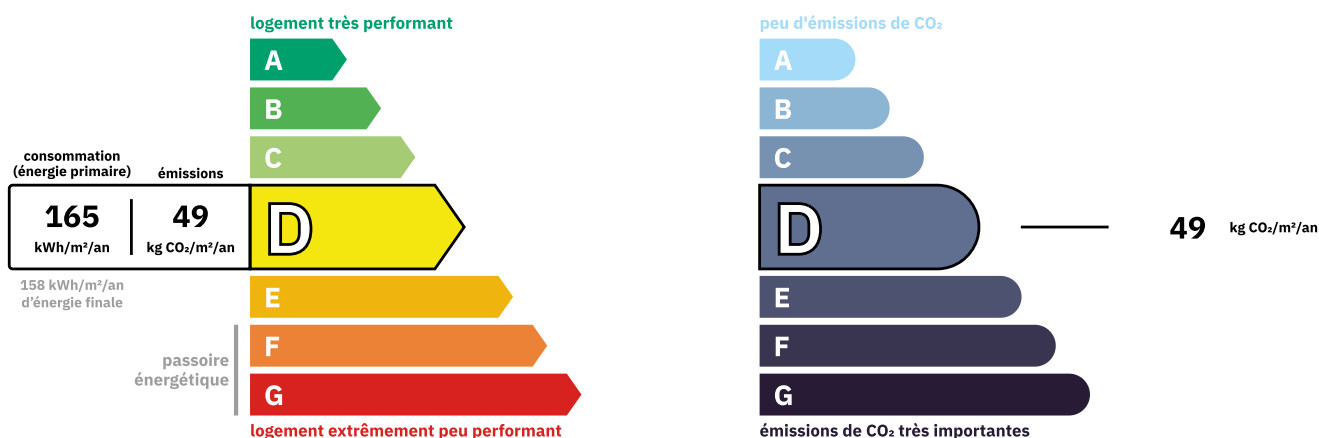 logement très performant
A
B
C
consommation
(énergie primaire)
émissions
165
kWh/m²/an
49
kg CO₂/m²/an
D
158 kWh/m²/an
d’énergie finale
E
F
G
passoire
énergétique
logement extrêmement peu performant
peu d'émissions de CO₂
A
B
C
D
49 kg CO₂/m²/an
E
F
G
émissions de CO₂ très importantes